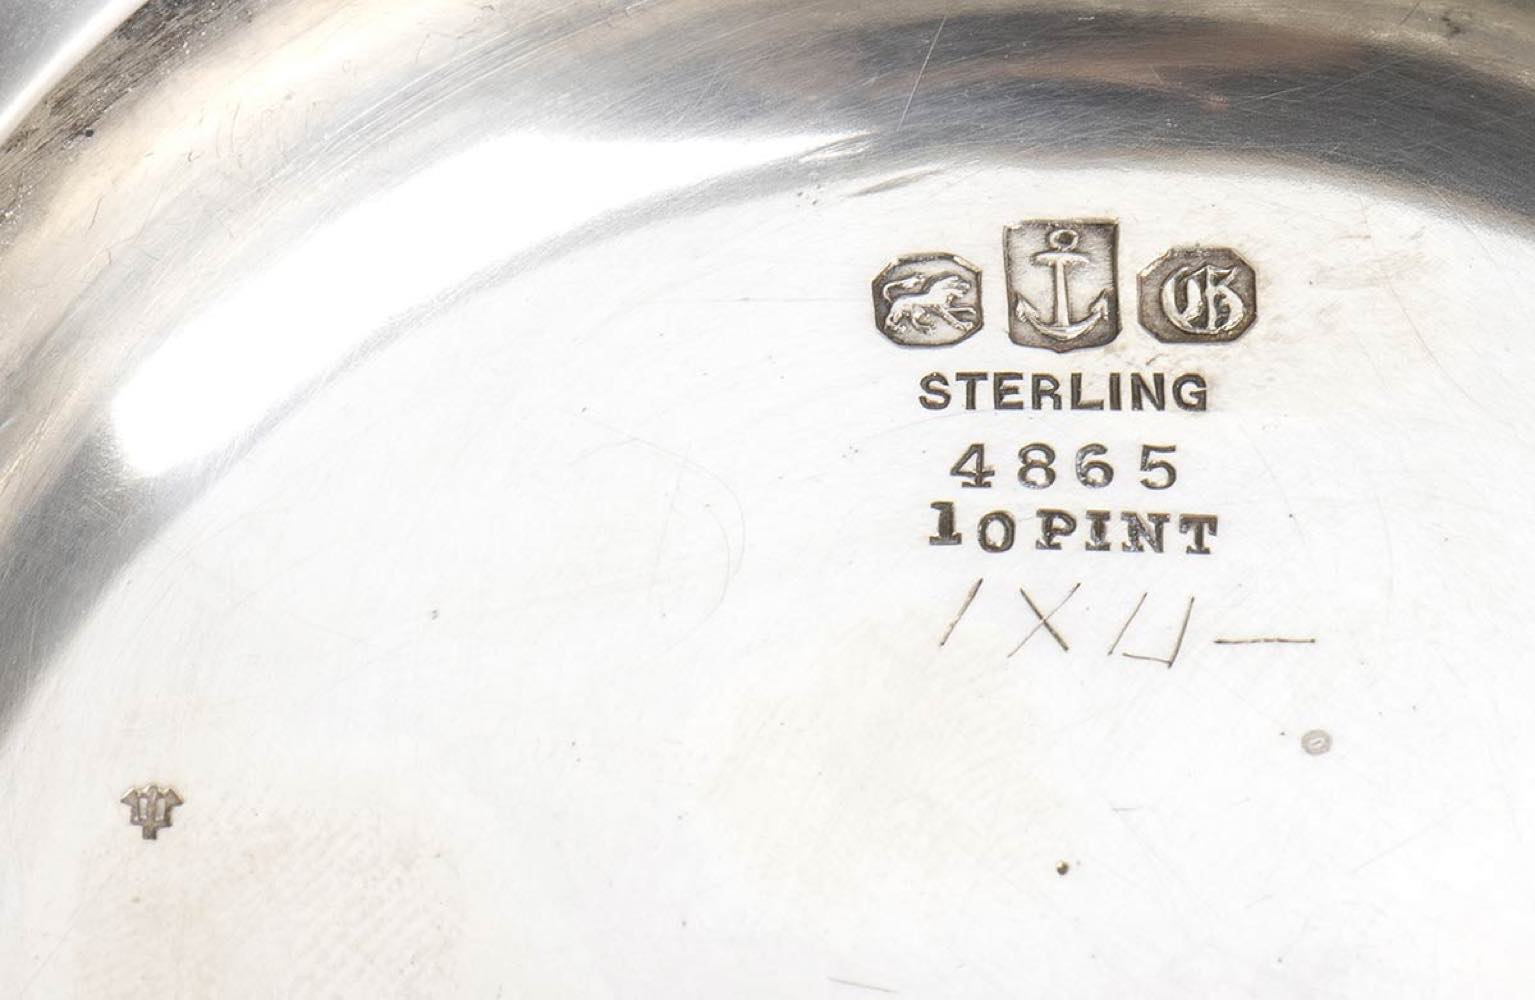 G
STERLING
4865
10 PINT